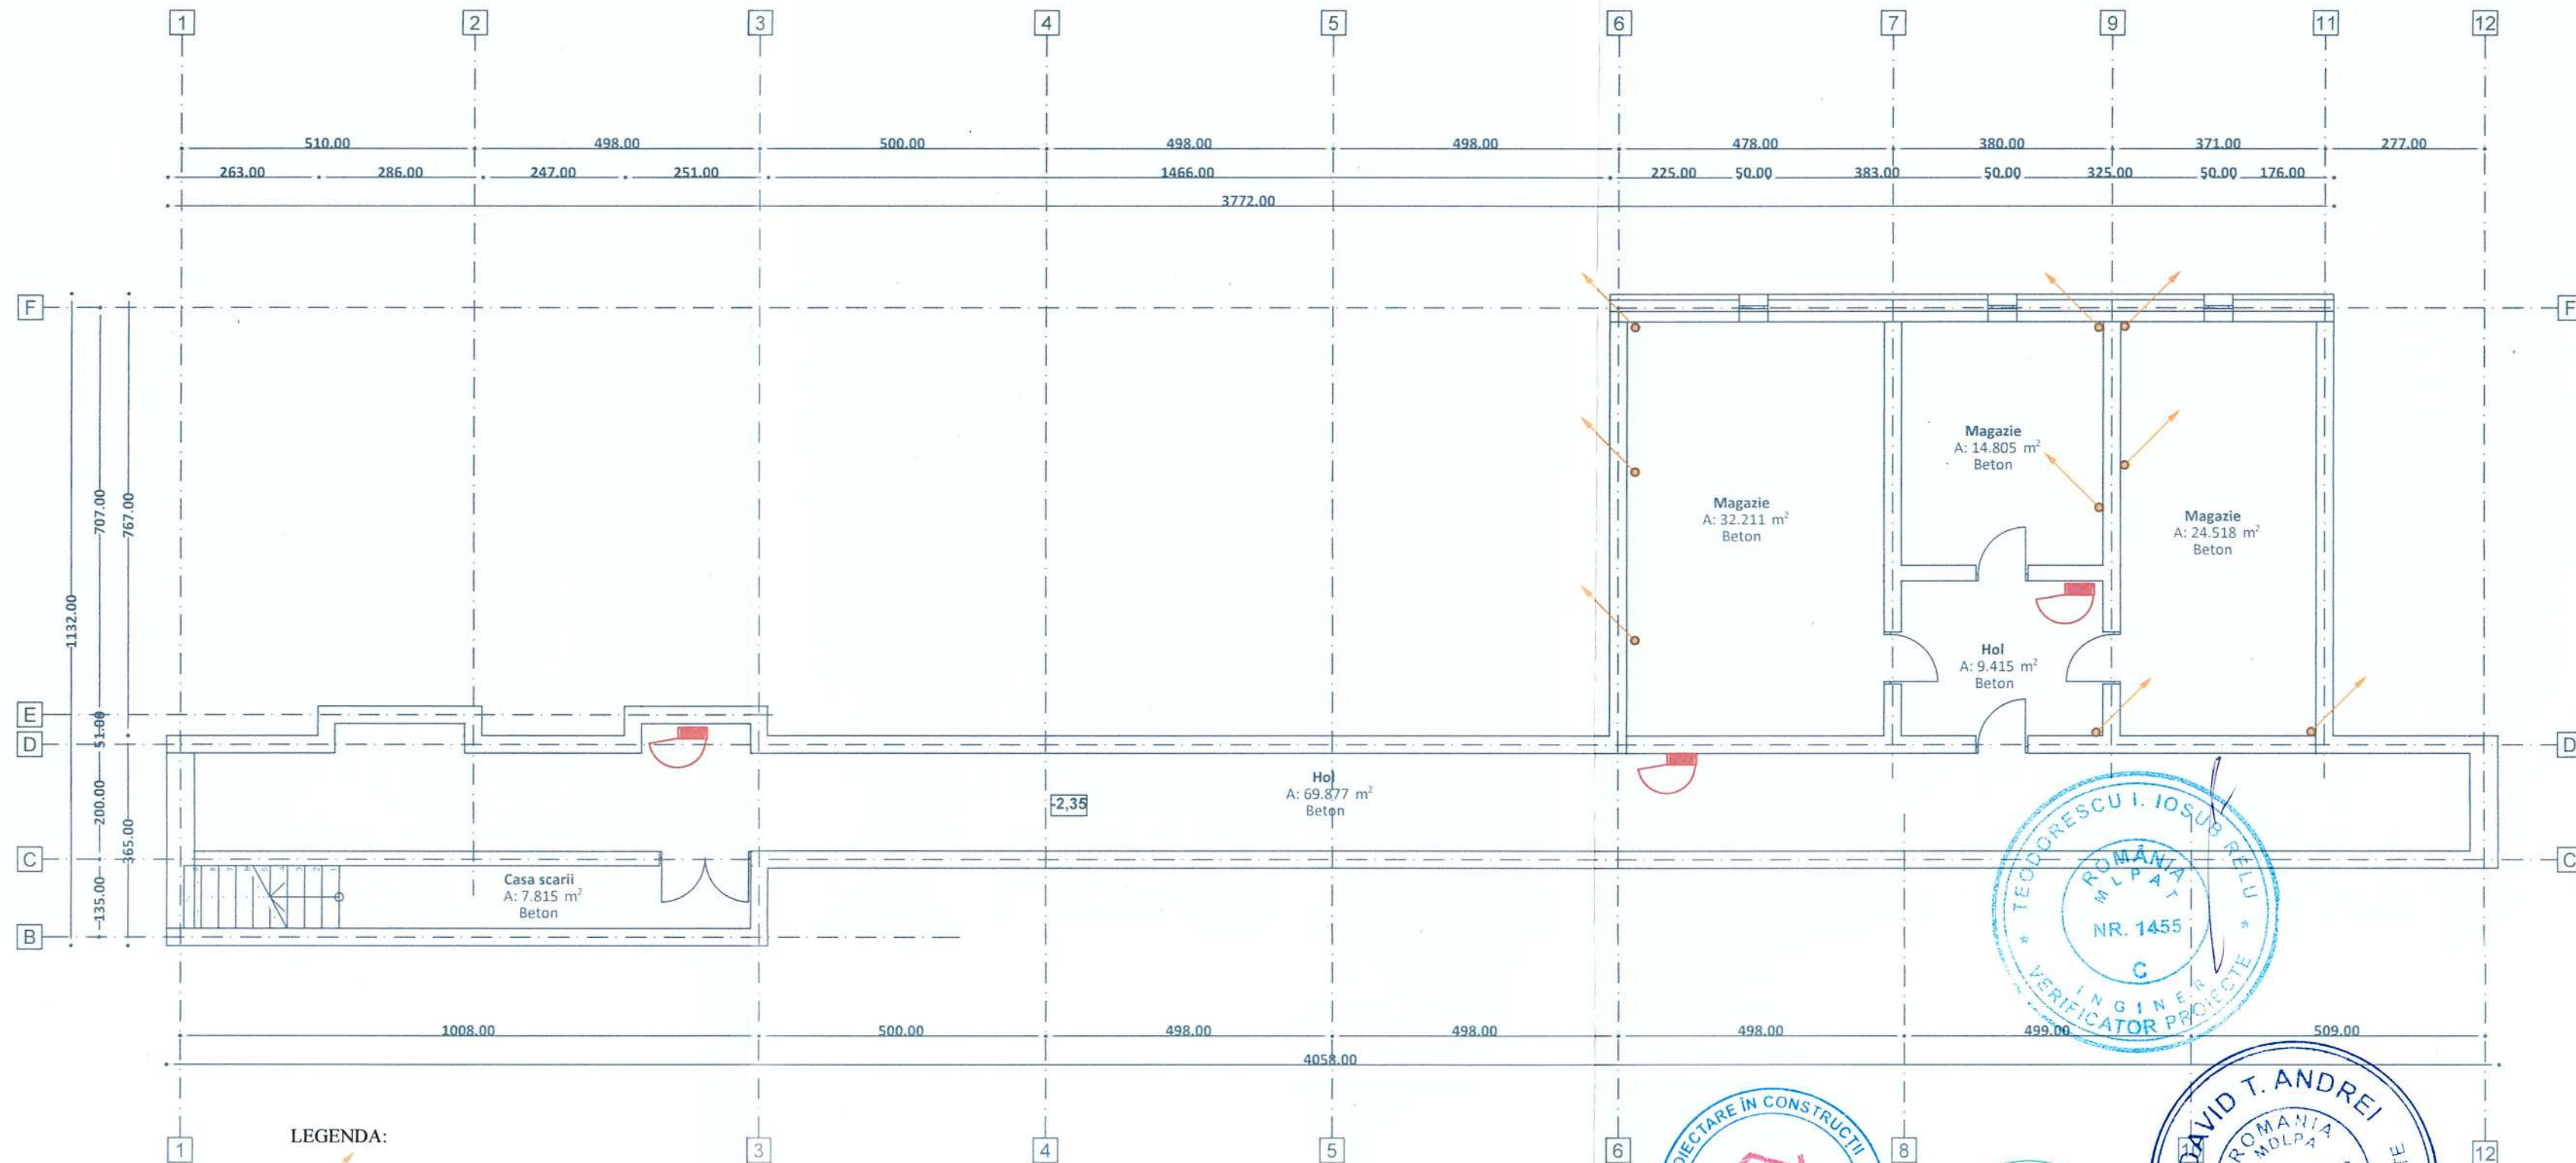 1 2 3 4 5 6 7 9 11 12
510.00 498.00 500.00 498.00 498.00 478.00 380.00 371.00 277.00
263.00 286.00 247.00 251.00 1466.00 225.00 50.00 383.00 50.00 325.00 50.00 176.00
3772.00
F F
Magazie
A: 14.805 m²
Beton
Magazie
A: 32.211 m²
Beton
Magazie
A: 24.518 m²
Beton
707.00
767.00
1132.00
Hol
A: 9.415 m²
Beton
E
51.00
D D
Hol
A: 69.877 m²
Beton
-2,35
200.00
365.00
C C
Casa scarii
A: 7.815 m²
Beton
135.00
B
* TEODORESCU I. IOSUB RELU *
ROMÂNIA
MLPAT
NR. 1455
C
INGINER
VERIFICATOR PROIECTE
1008.00 500.00 498.00 498.00 498.00 499.00 509.00
4058.00
LEGENDA:
IECTARE ÎN CONSTRUCȚII
DAVID T. ANDREI
ROMANIA
MDLPA
1 3 4 5 6 8 12